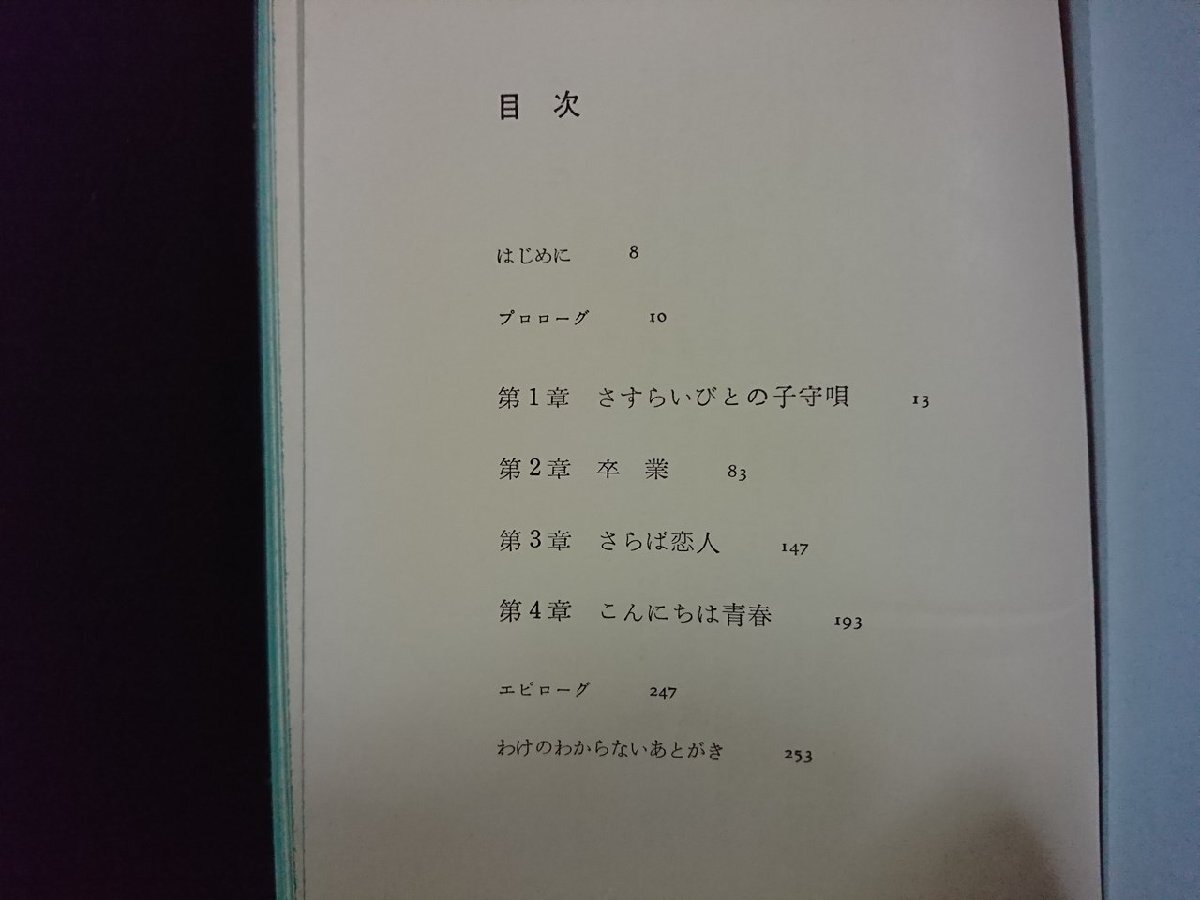 目次
はじめに 8
プロローグ 10
第1章 さすらいびとの子守唄 13
第2章 卒業 83
第3章 さらば恋人 147
第4章 こんにちは青春 193
エピローグ 247
わけのわからないあとがき 253